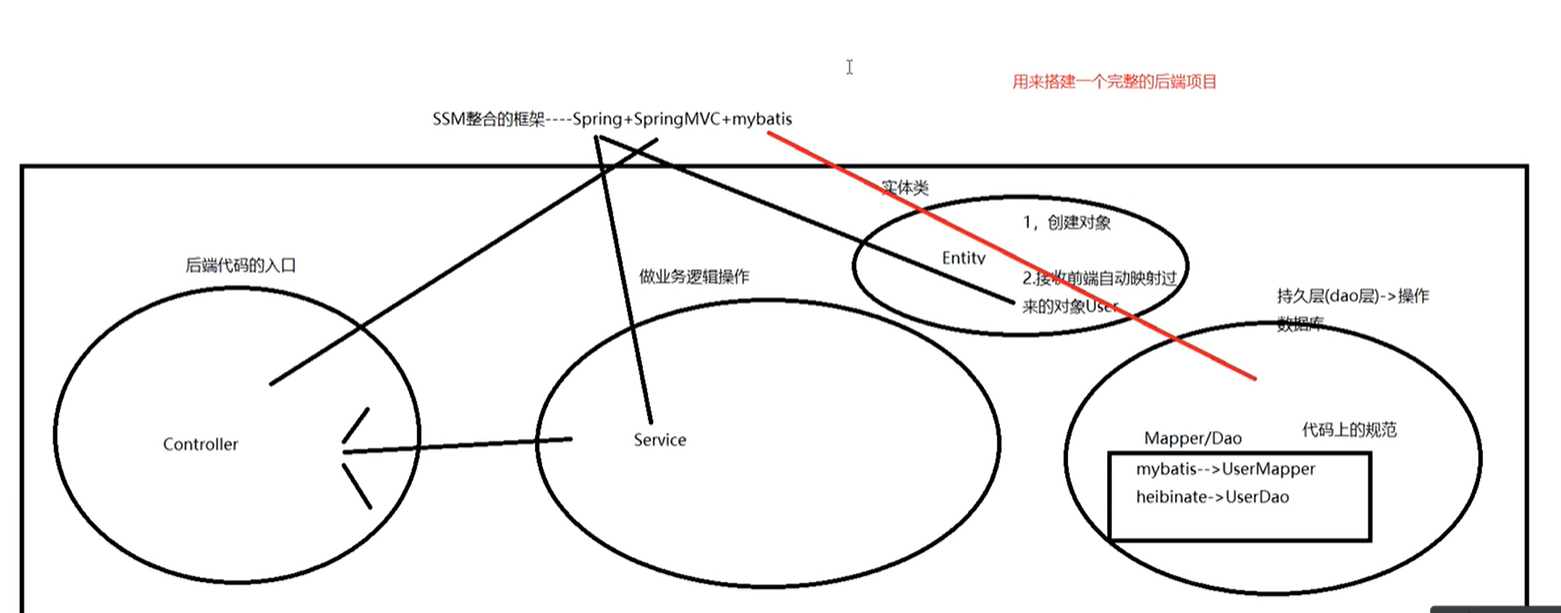 用来搭建一个完整的后端项目
SSM整合的框架----Spring+SpringMVC+mybatis
实体类
1，创建对象
Entity
2.接收前端自动映射过
来的对象User
后端代码的入口
做业务逻辑操作
持久层(dao层)->操作
数据库
Controller
Service
Mapper/Dao
代码上的规范
mybatis-->UserMapper
heibinate->UserDao